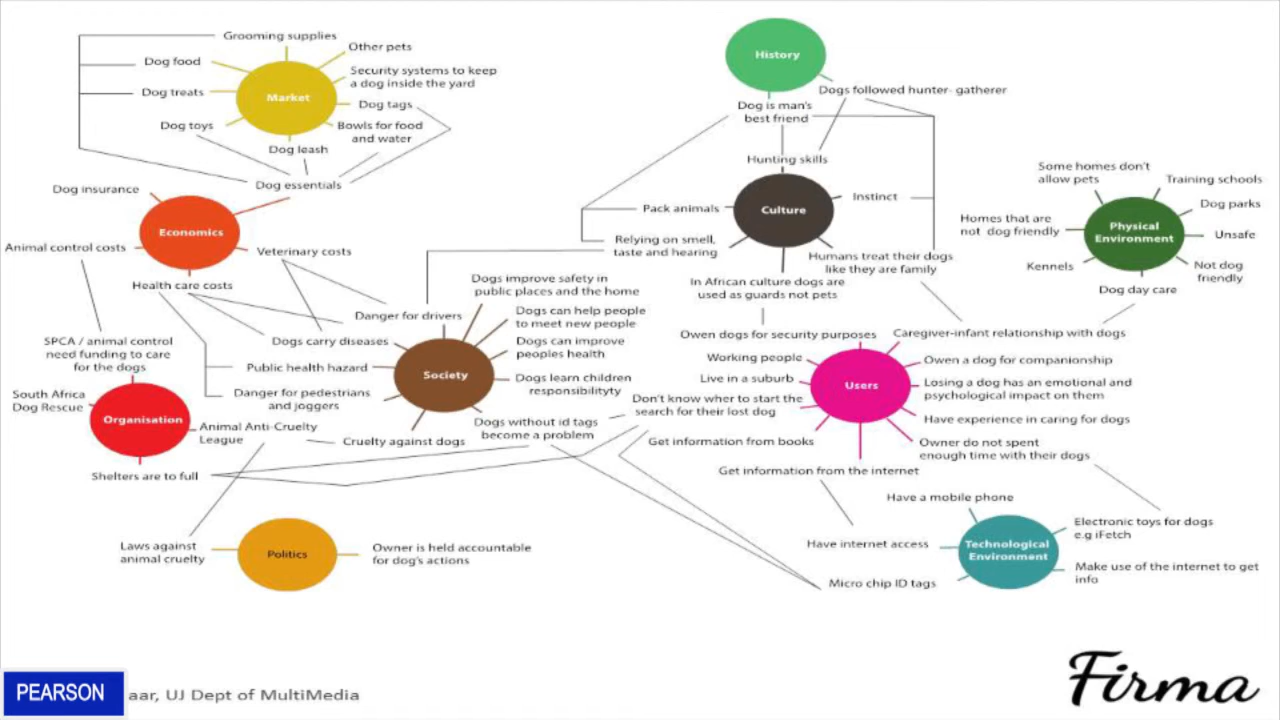 Grooming supplies
Other pets
Dog food
Security systems to keep
a dog inside the yard
Market
Dog treats
Dog tags
Dog toys
Bowls for food
and water
Dog leash
Dog essentials
Dog insurance
Economics
Animal control costs
Veterinary costs
Health care costs
History
Dogs followed hunter- gatherer
Dog is man's
best friend
Hunting skills
Pack animals
Culture
Instinct
Relying on smell,
taste and hearing
Humans treat their dogs
like they are family
In African culture dogs are
used as guards not pets
Some homes don't
allow pets
Training schools
Dog parks
Homes that are
not dog friendly
Physical
Environment
Unsafe
Kennels
Not dog
friendly
Dog day care
Dogs improve safety in
public places and the home
Danger for drivers
Dogs can help people
to meet new people
Dogs carry diseases
Dogs can improve
peoples health
Public health hazard
Society
Dogs learn children
responsibilityty
Danger for pedestrians
and joggers
Cruelty against dogs
Dogs without id tags
become a problem
SPCA / animal control
need funding to care
for the dogs
South Africa
Dog Rescue
Organisation
Animal Anti-Cruelty
League
Shelters are to full
Owen dogs for security purposes
Caregiver-infant relationship with dogs
Working people
Users
Owen a dog for companionship
Live in a suburb
Losing a dog has an emotional and
psychological impact on them
Don't know wher to start the
search for their lost dog
Have experience in caring for dogs
Get information from books
Owner do not spent
enough time with their dogs
Get information from the internet
Laws against
animal cruelty
Politics
Owner is held accountable
for dog's actions
Have a mobile phone
Have internet access
Technological
Environment
Electronic toys for dogs
e.g iFetch
Make use of the internet to get
info
Micro chip ID tags
PEARSON
aar, UJ Dept of MultiMedia
Firma